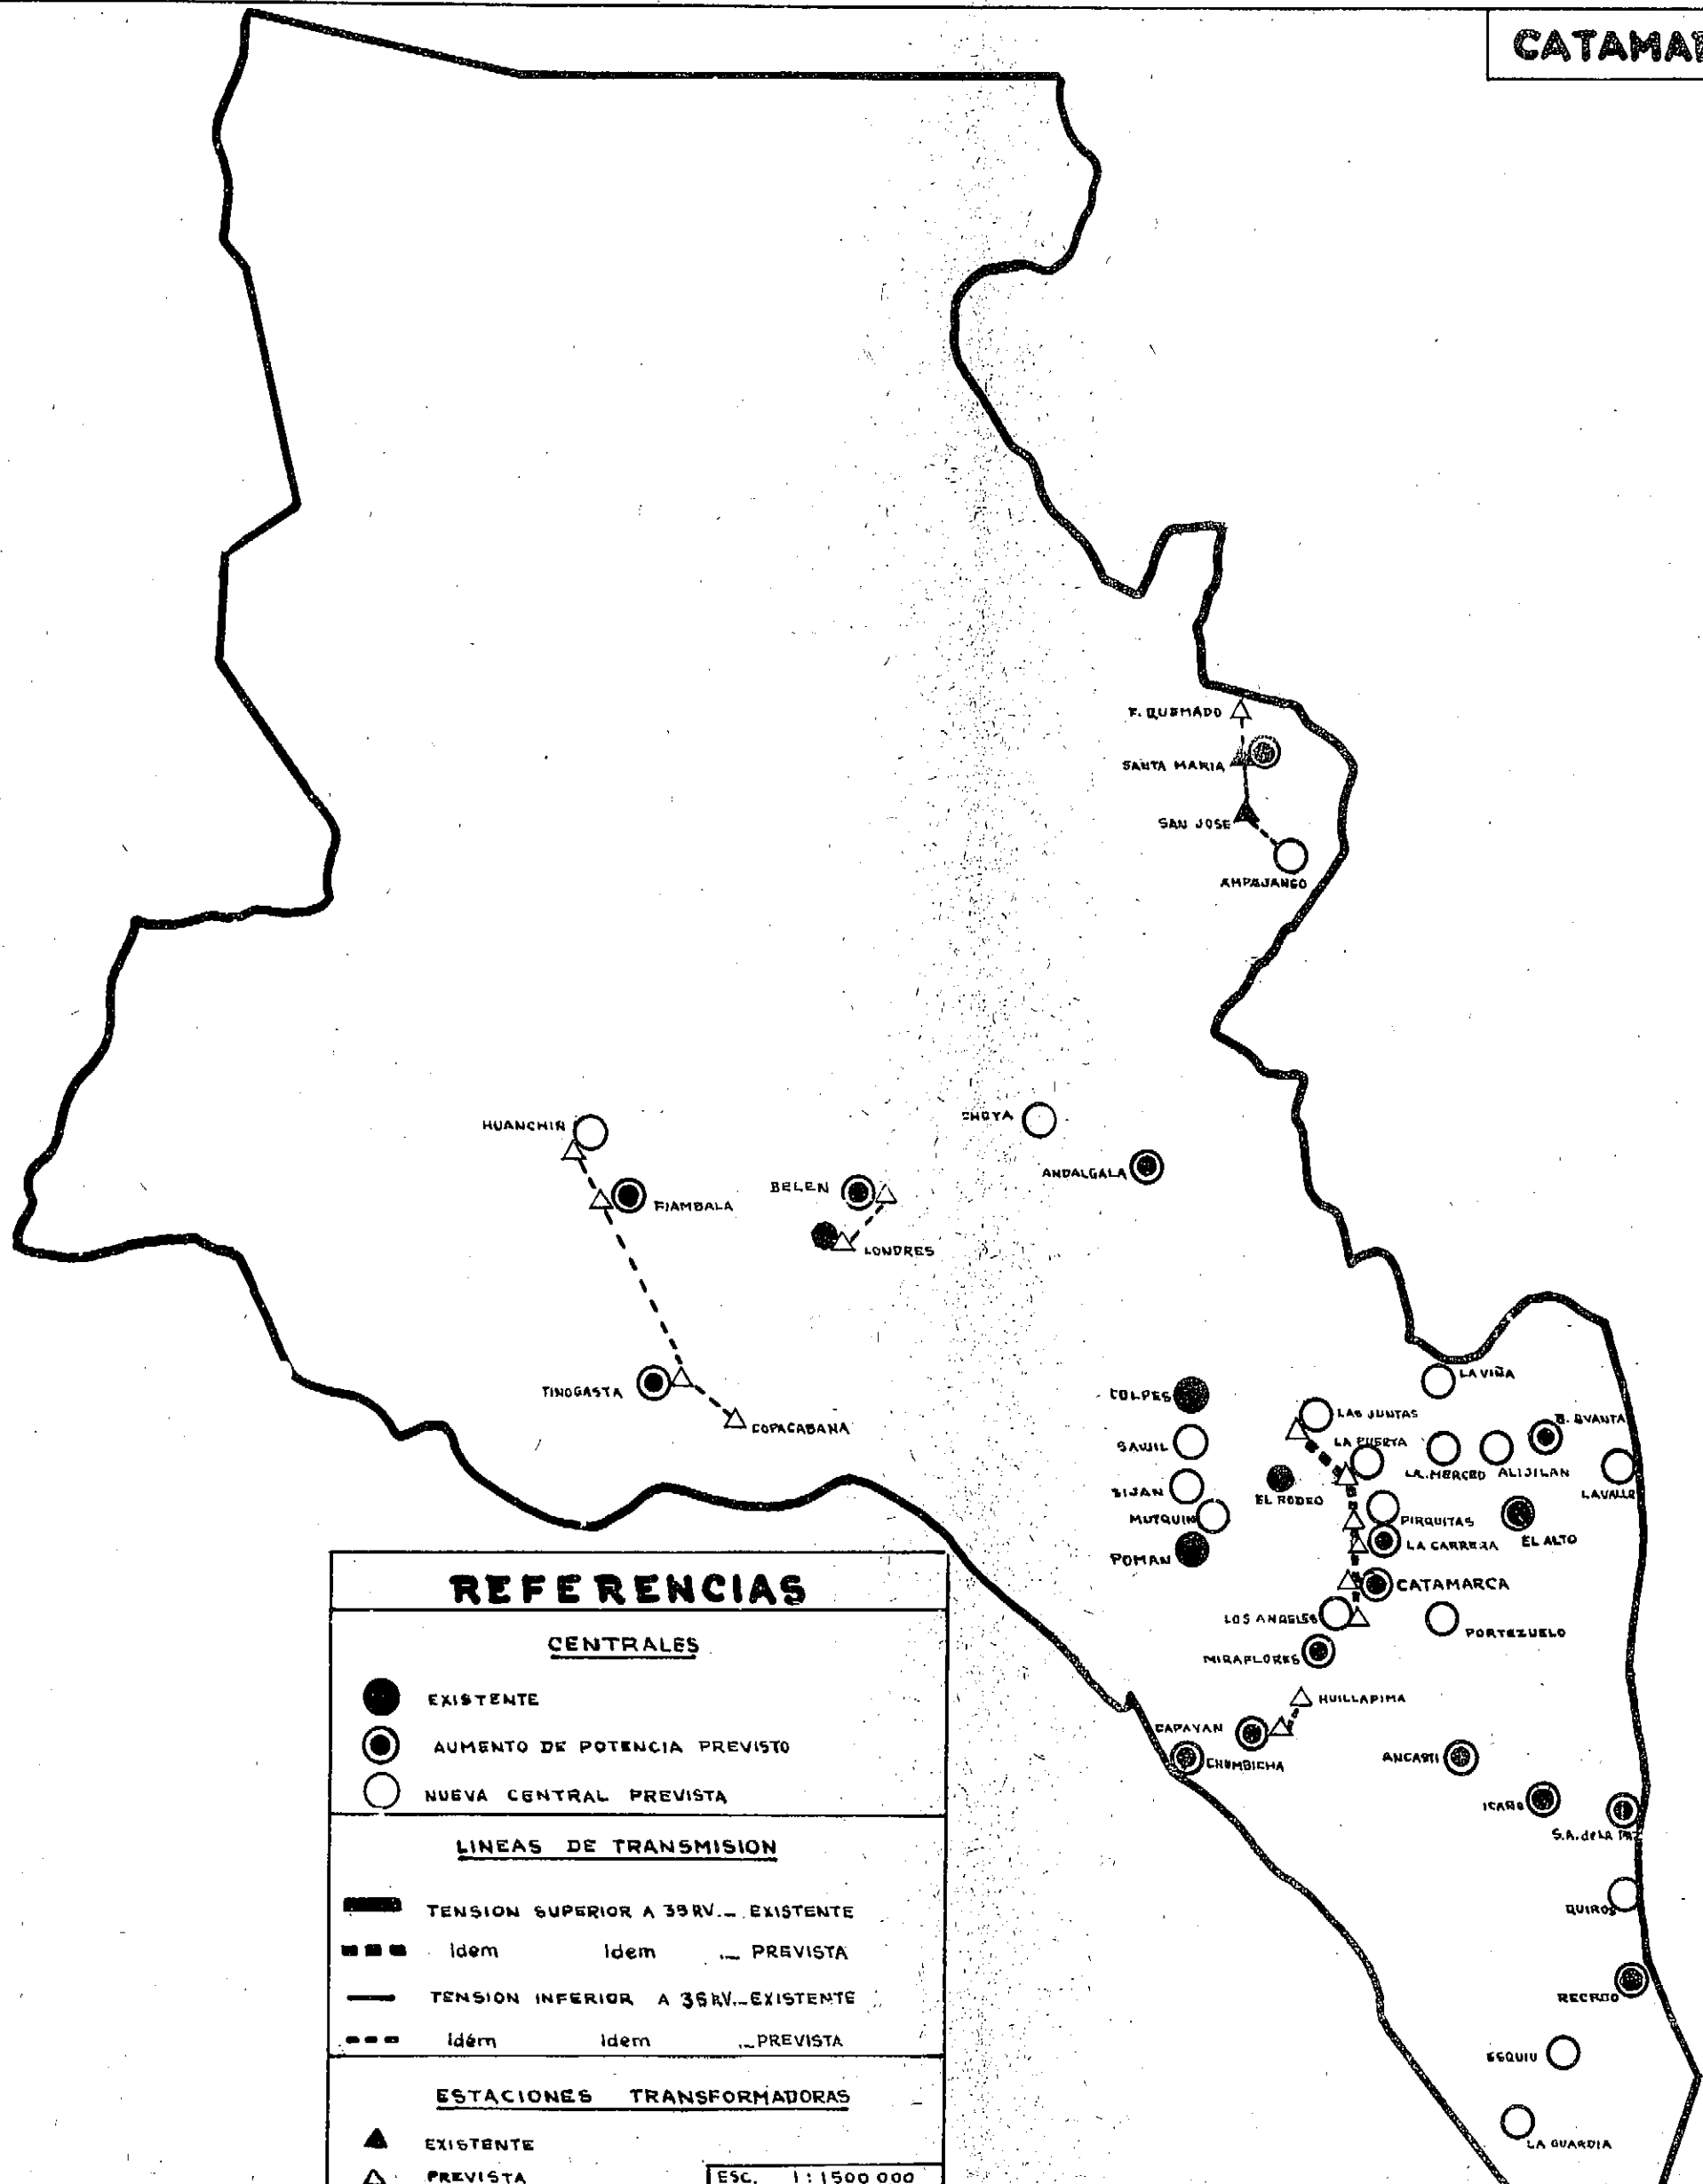 F. QUEMADO
SANTA MARIA
SAN JOSE
AMPAJANGO
HUANCHIN
CHOYA
ANDALGALA
BELEN
FIAMBALA
LONDRES
TINOGASTA
COPACABANA
LA VIÑA
COLPES
LAS JUNTAS
B. OVANTA
SAUJIL
LA PUERTA
LA MERCED
ALIJILAN
LAVALLE
SIJAN
EL RODEO
MUTQUIN
PIRQUITAS
LA CARRERA
EL ALTO
POMAN
CATAMARCA
LOS ANGELES
PORTEZUELO
MIRAFLORES
HUILLAPIMA
CAPAYAN
CHUMBICHA
ANCASTI
ICAÑO
S.A. de LA PAZ
QUIROS
RECREO
ESQUIU
LA GUARDIA
REFERENCIAS
CENTRALES
EXISTENTE
AUMENTO DE POTENCIA PREVISTO
NUEVA CENTRAL PREVISTA
LINEAS DE TRANSMISION
TENSION SUPERIOR A KV._ EXISTENTE
Idem Idem _ PREVISTA
TENSION INFERIOR A KV._ EXISTENTE
Idém Idem _ PREVISTA
ESTACIONES TRANSFORMADORAS
EXISTENTE
PREVISTA
ESC. 1:1500 000